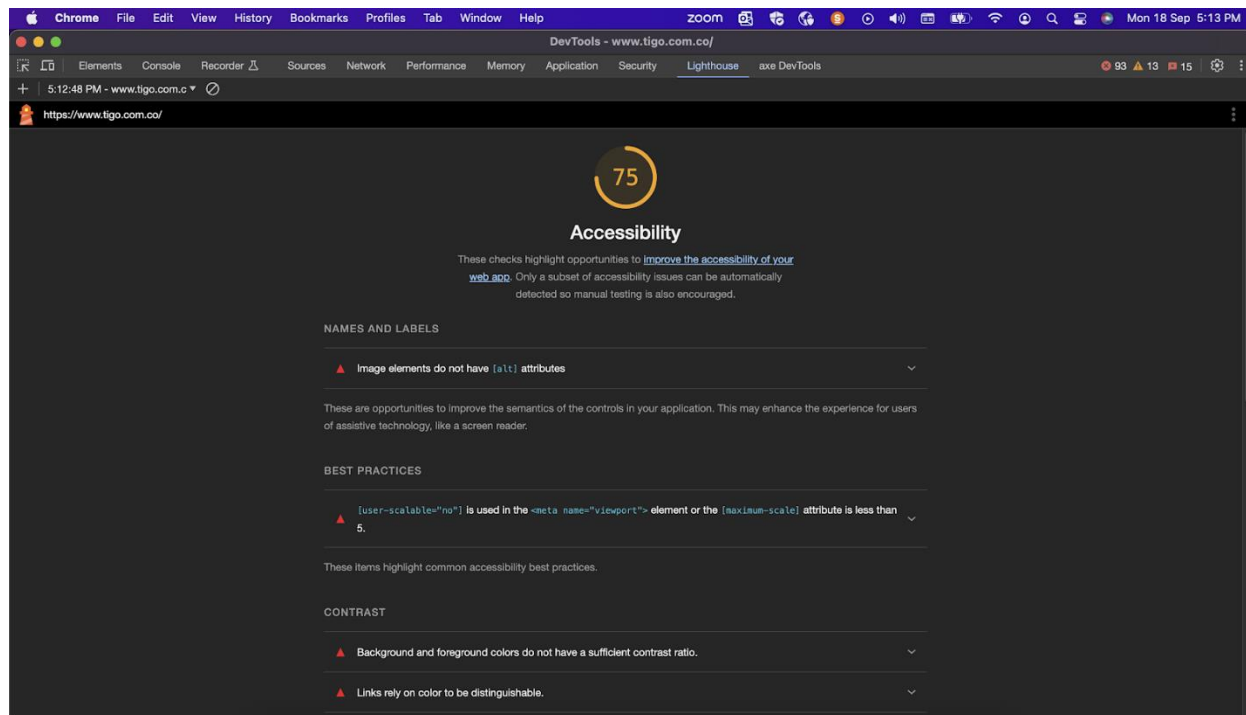 Chrome File Edit View History Bookmarks Profiles Tab Window Help zoom Mon 18 Sep 5:13 PM
DevTools - www.tigo.com.co/
Elements Console Recorder Sources Network Performance Memory Application Security Lighthouse axe DevTools 93 13 15
5:12:48 PM - www.tigo.com.c
https://www.tigo.com.co/
75
Accessibility
These checks highlight opportunities to improve the accessibility of your
web app. Only a subset of accessibility issues can be automatically
detected so manual testing is also encouraged.
NAMES AND LABELS
Image elements do not have [alt] attributes
These are opportunities to improve the semantics of the controls in your application. This may enhance the experience for users
of assistive technology, like a screen reader.
BEST PRACTICES
[user-scalable="no"] is used in the <meta name="viewport"> element or the [maximum-scale] attribute is less than
5.
These items highlight common accessibility best practices.
CONTRAST
Background and foreground colors do not have a sufficient contrast ratio.
Links rely on color to be distinguishable.